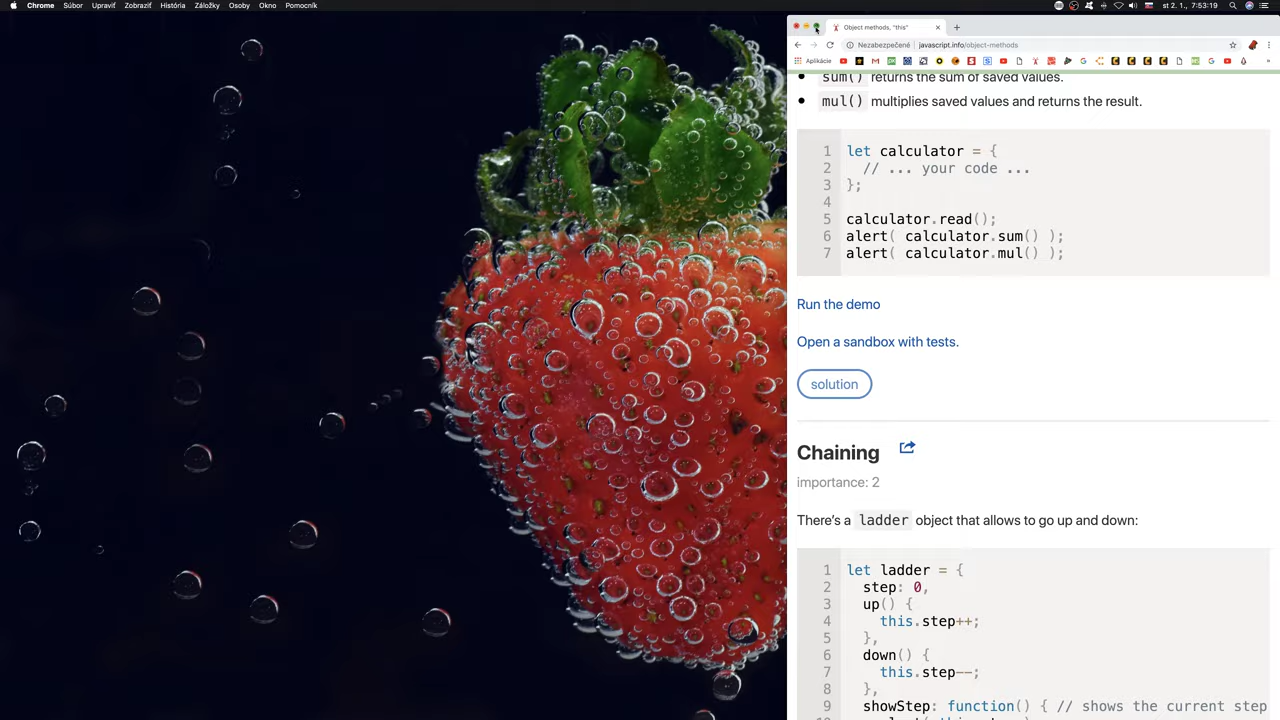 Chrome Súbor Upraviť Zobraziť História Záložky Osoby Okno Pomocník st 2. 1., 7:53:19
Object methods, "this"
Nezabezpečené javascript.info/object-methods
Aplikácie
sum() returns the sum of saved values.
mul() multiplies saved values and returns the result.
1 let calculator = {
2 // ... your code ...
3 };
4
5 calculator.read();
6 alert( calculator.sum() );
7 alert( calculator.mul() );
Run the demo
Open a sandbox with tests.
solution
Chaining
importance: 2
There's a ladder object that allows to go up and down:
1 let ladder = {
2 step: 0,
3 up() {
4 this.step++;
5 },
6 down() {
7 this.step--;
8 },
9 showStep: function() { // shows the current step